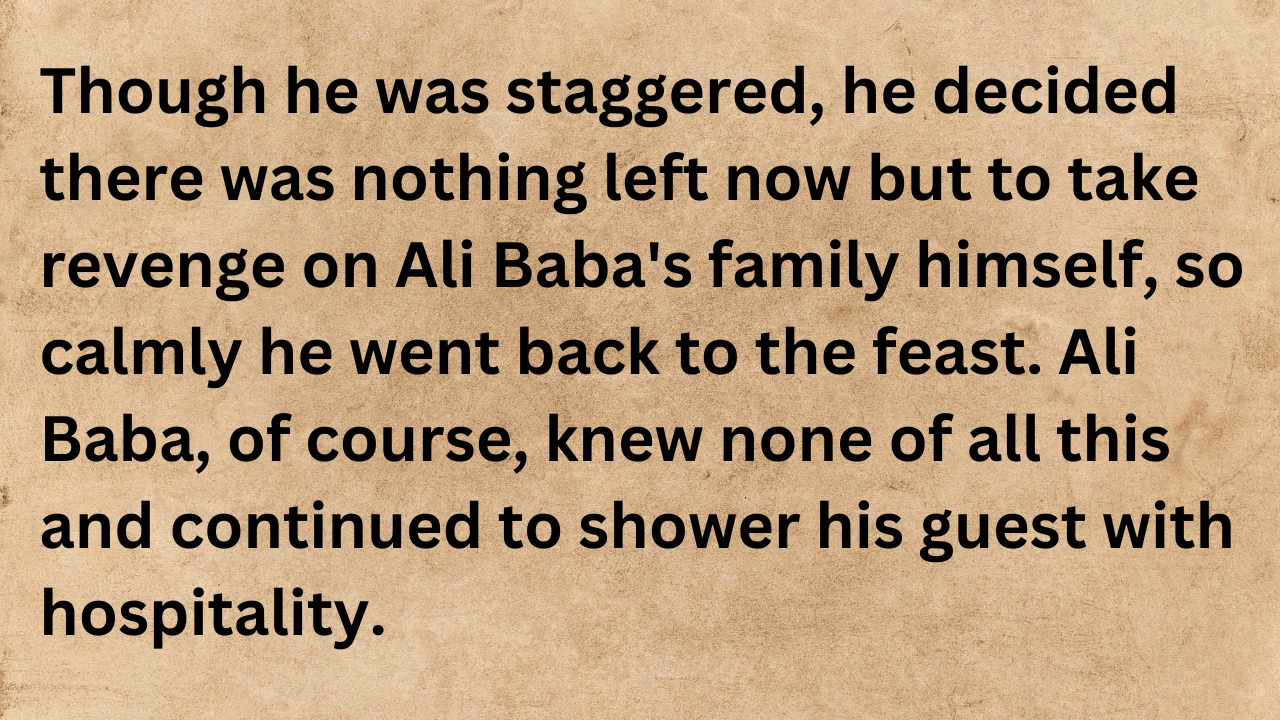 Though he was staggered, he decided
there was nothing left now but to take
revenge on Ali Baba's family himself, so
calmly he went back to the feast. Ali
Baba, of course, knew none of all this
and continued to shower his guest with
hospitality.